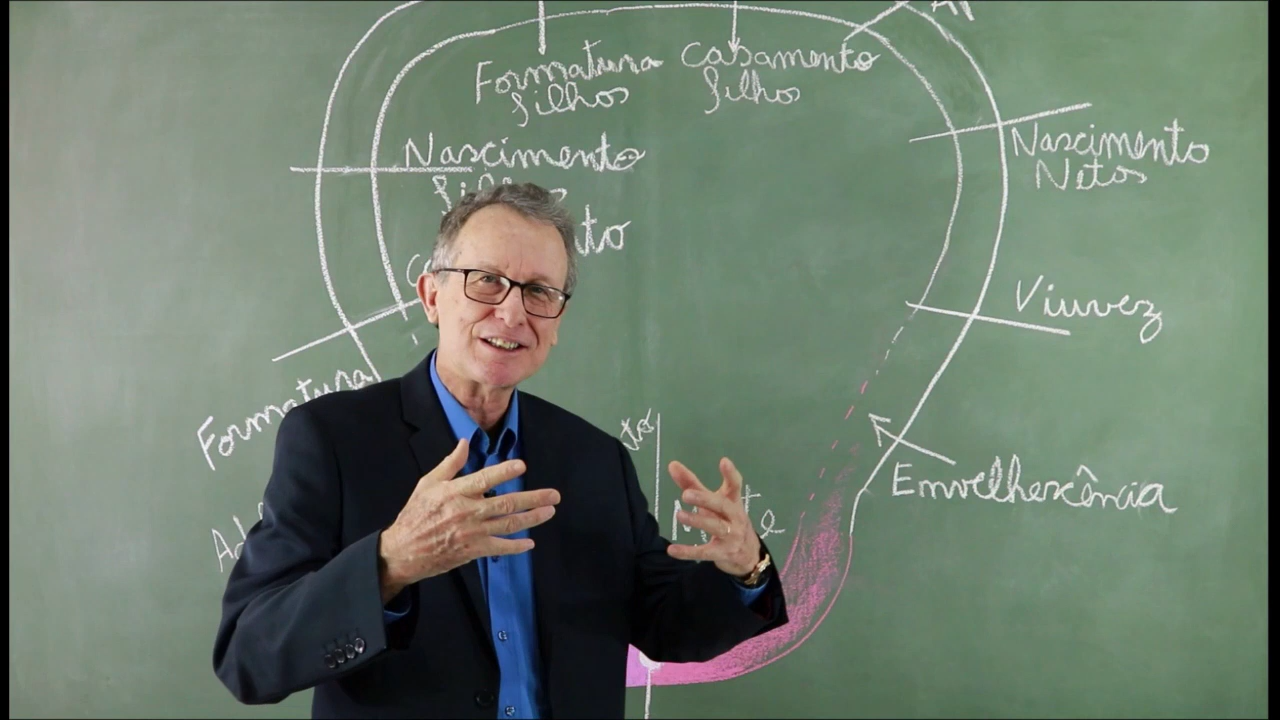 Formatura
filhos
Casamento
filhos
Nascimento
Nascimento
Netos
Viuvez
Formatura
Envelhescência